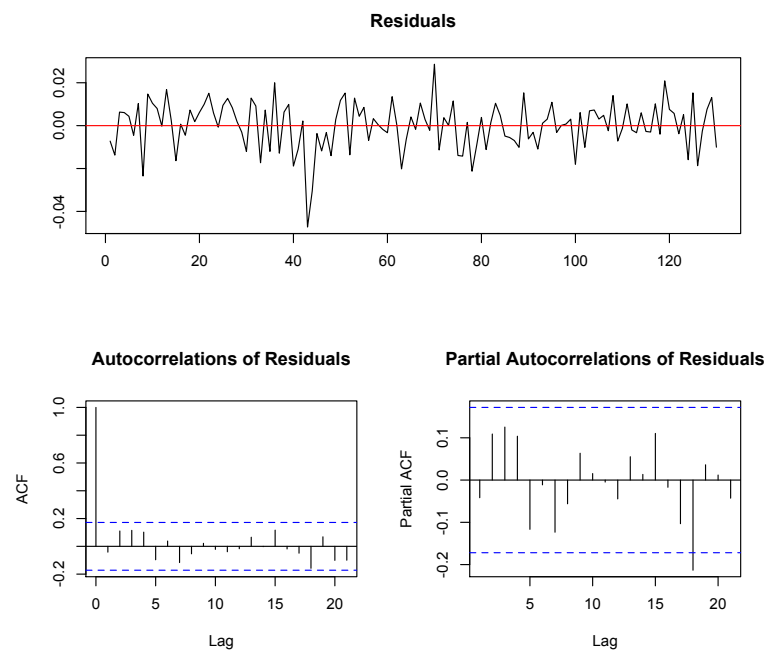 Residuals
0.02
0.00
-0.04
0 20 40 60 80 100 120
Autocorrelations of Residuals
ACF
1.0
0.6
0.2
-0.2
0 5 10 15 20
Lag
Partial Autocorrelations of Residuals
Partial ACF
0.1
0.0
-0.1
-0.2
5 10 15 20
Lag